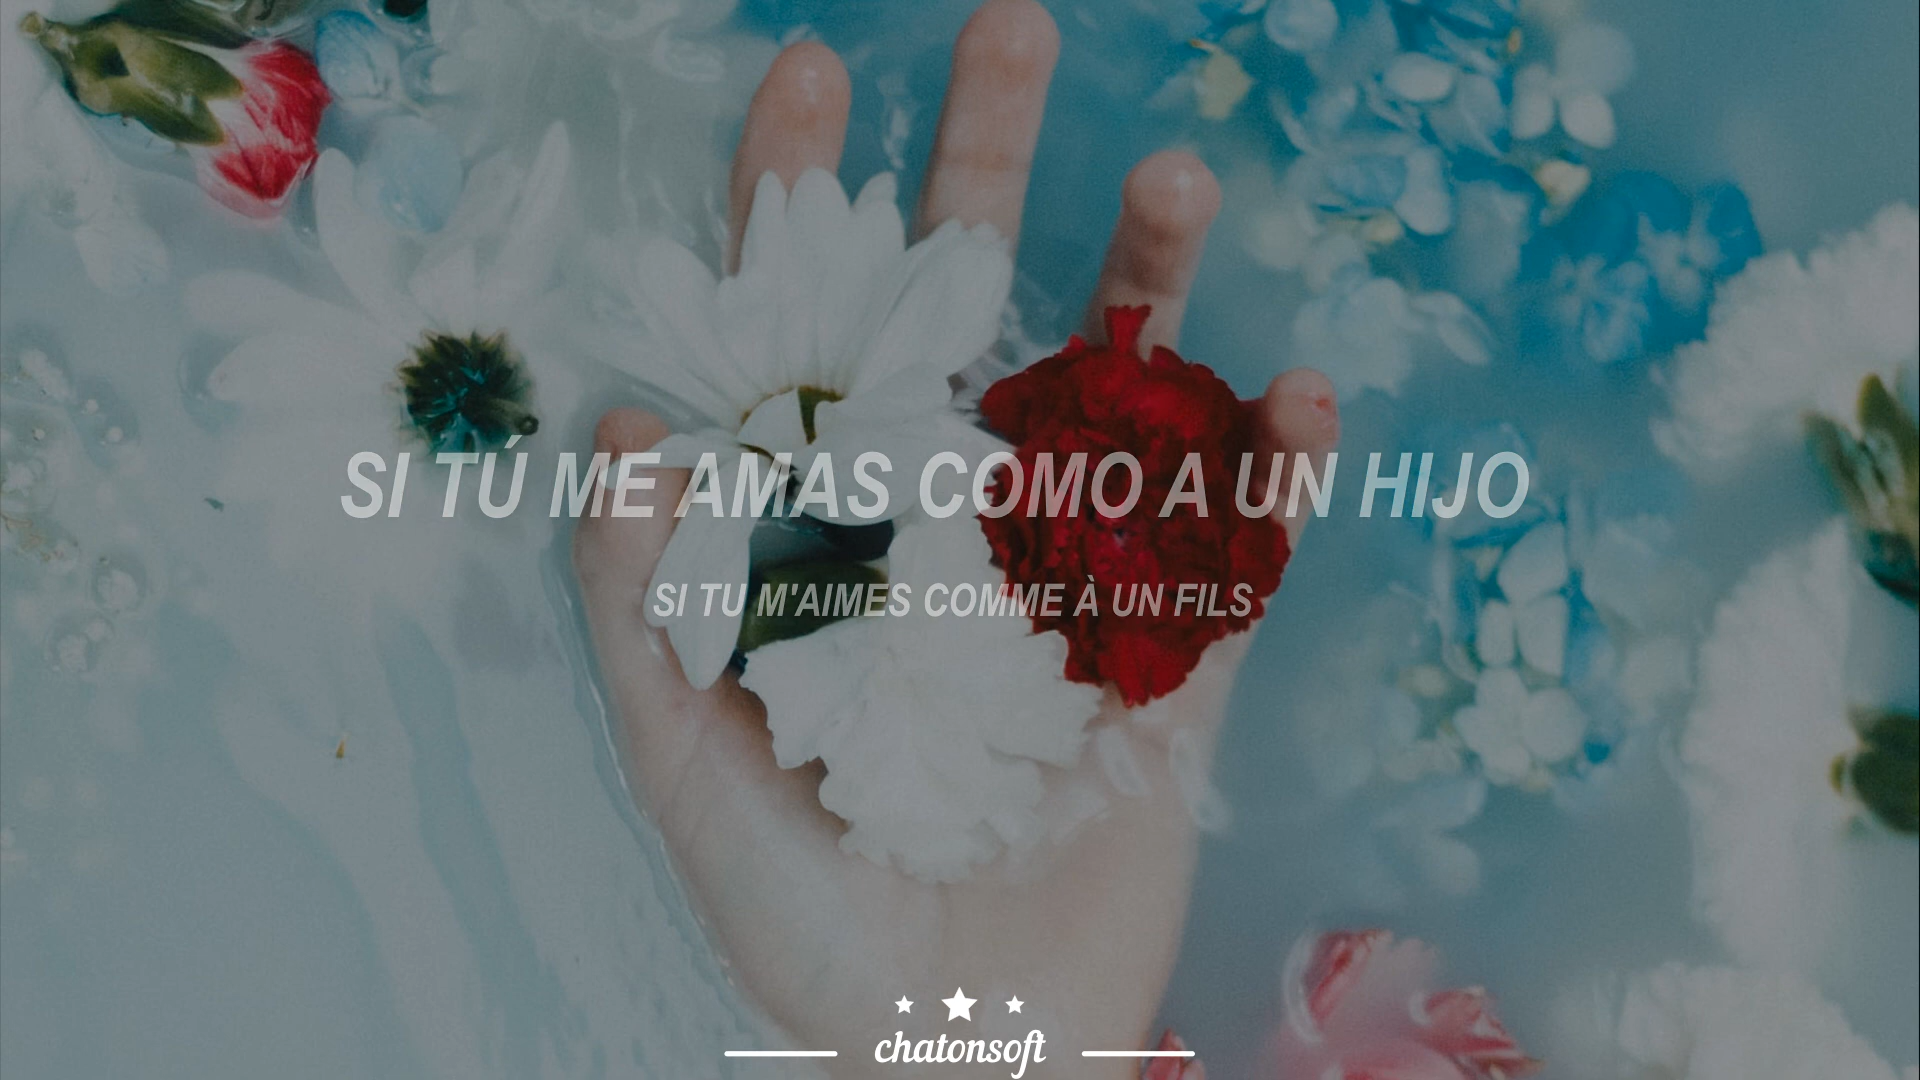 SI TÚ ME AMAS COMO A UN HIJO
SI TU M'AIMES COMME À UN FILS
chatonsoft